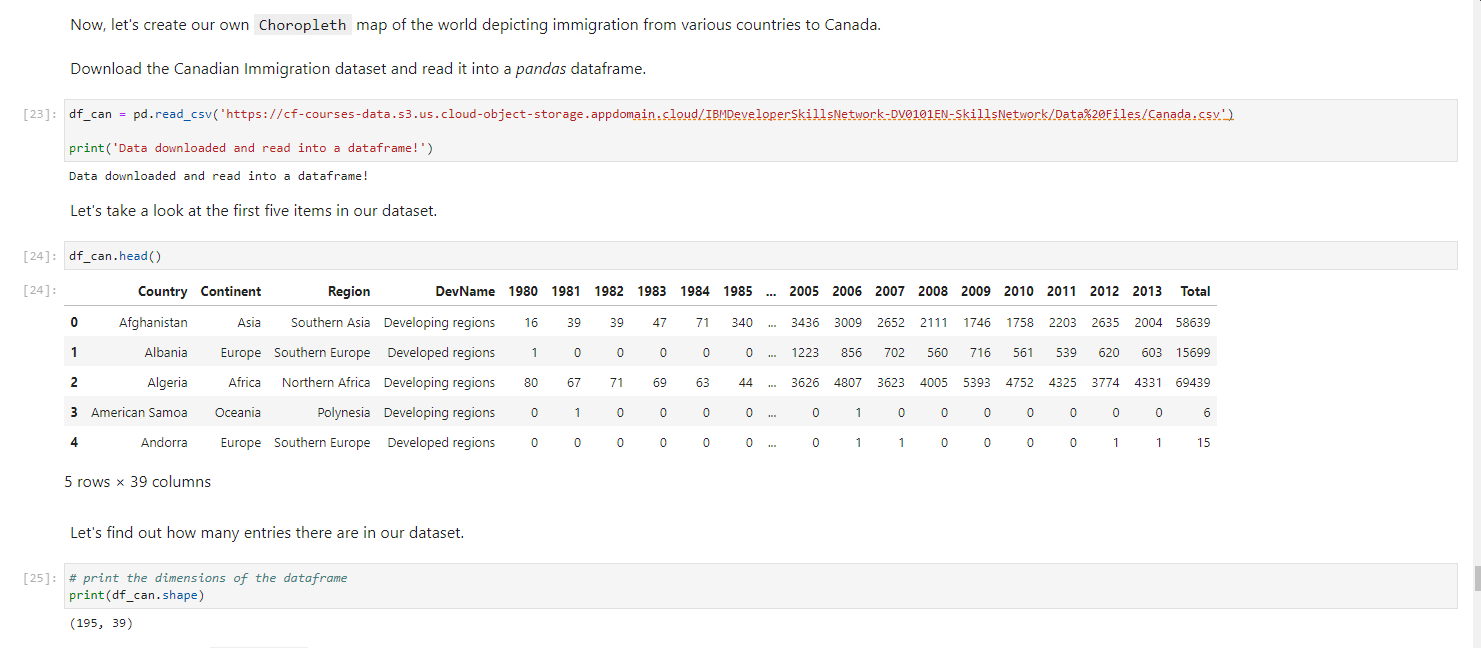 Now, let's create our own Choropleth map of the world depicting immigration from various countries to Canada.
Download the Canadian Immigration dataset and read it into a pandas dataframe.
[23]: df_can = pd.read_csv('https://cf-courses-data.s3.us.cloud-object-storage.appdomain.cloud/IBMDeveloperSkillsNetwork-DV0101EN-SkillsNetwork/Data%20Files/Canada.csv')
print('Data downloaded and read into a dataframe!')
Data downloaded and read into a dataframe!
Let's take a look at the first five items in our dataset.
[24]: df_can.head()
[24]: Country Continent Region DevName 1980 1981 1982 1983 1984 1985 ... 2005 2006 2007 2008 2009 2010 2011 2012 2013 Total
0 Afghanistan Asia Southern Asia Developing regions 16 39 39 47 71 340 ... 3436 3009 2652 2111 1746 1758 2203 2635 2004 58639
1 Albania Europe Southern Europe Developed regions 1 0 0 0 0 0 ... 1223 856 702 560 716 561 539 620 603 15699
2 Algeria Africa Northern Africa Developing regions 80 67 71 69 63 44 ... 3626 4807 3623 4005 5393 4752 4325 3774 4331 69439
3 American Samoa Oceania Polynesia Developing regions 0 1 0 0 0 0 ... 0 1 0 0 0 0 0 0 0 6
4 Andorra Europe Southern Europe Developed regions 0 0 0 0 0 0 ... 0 1 1 0 0 0 0 1 1 15
5 rows × 39 columns
Let's find out how many entries there are in our dataset.
[25]: # print the dimensions of the dataframe
print(df_can.shape)
(195, 39)